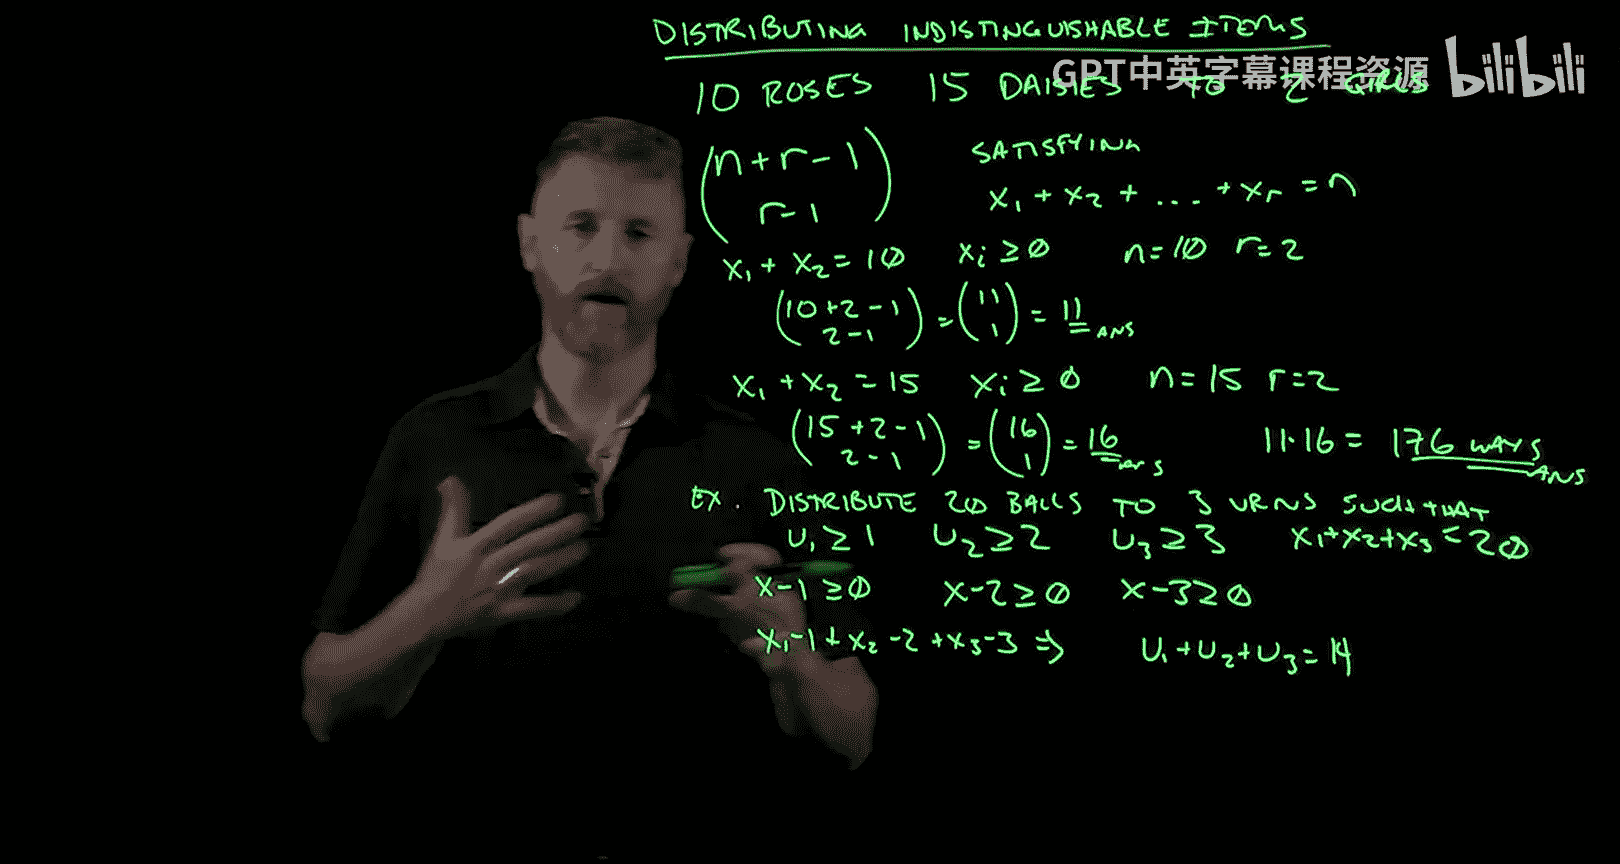 DISTRIBUTING INDISTINGUISHABLE ITEMS
GPT中英字幕课程资源 bilibili
10 ROSES 15 DAISIES TO 2 GIRLS
(n+r-1 r-1) SATISFYING
x₁ + x₂ + ... + xᵣ = n
x₁ + x₂ = 10 xᵢ ≥ 0 n=10 r=2
(10+2-1 2-1) = (11 1) = 11 ANS
x₁ + x₂ = 15 xᵢ ≥ 0 n=15 r=2
(15+2-1 2-1) = (16 1) = 16 ANS 11·16 = 176 WAYS ANS
EX. DISTRIBUTE 20 BALLS TO 3 URNS SUCH THAT
U₁ ≥ 1 U₂ ≥ 2 U₃ ≥ 3 x₁+x₂+x₃ = 20
x-1 ≥ 0 x-2 ≥ 0 x-3 ≥ 0
x₁-1+x₂-2+x₃-3 ⇒ U₁+U₂+U₃ = 14